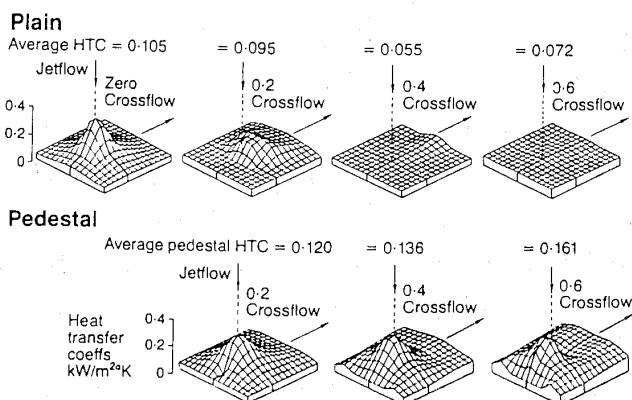 Plain
Average HTC = 0·105 = 0·095 = 0·055 = 0·072
Jetflow
Zero Crossflow
0·2 Crossflow
0·4 Crossflow
0·6 Crossflow
0·4
0·2
0
Pedestal
Average pedestal HTC = 0·120 = 0·136 = 0·161
Jetflow
0·2 Crossflow
0·4 Crossflow
0·6 Crossflow
Heat
transfer
coeffs
kW/m²°K
0·4
0·2
0